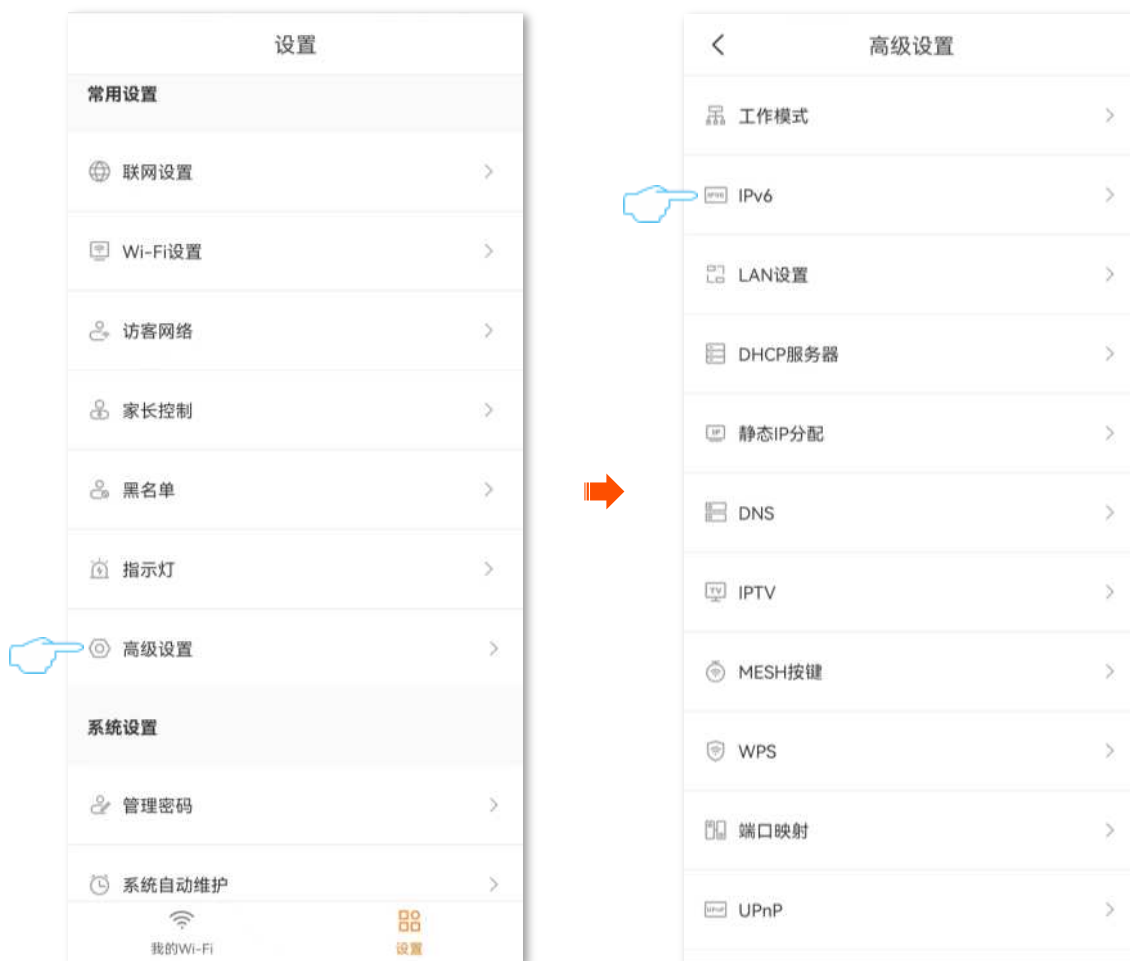 设置
常用设置
联网设置
Wi-Fi设置
访客网络
家长控制
黑名单
指示灯
高级设置
系统设置
管理密码
系统自动维护
我的Wi-Fi
设置
高级设置
工作模式
IPV6 IPv6
LAN设置
DHCP服务器
IP 静态IP分配
DNS
TV IPTV
MESH按键
WPS
端口映射
UPnP UPnP